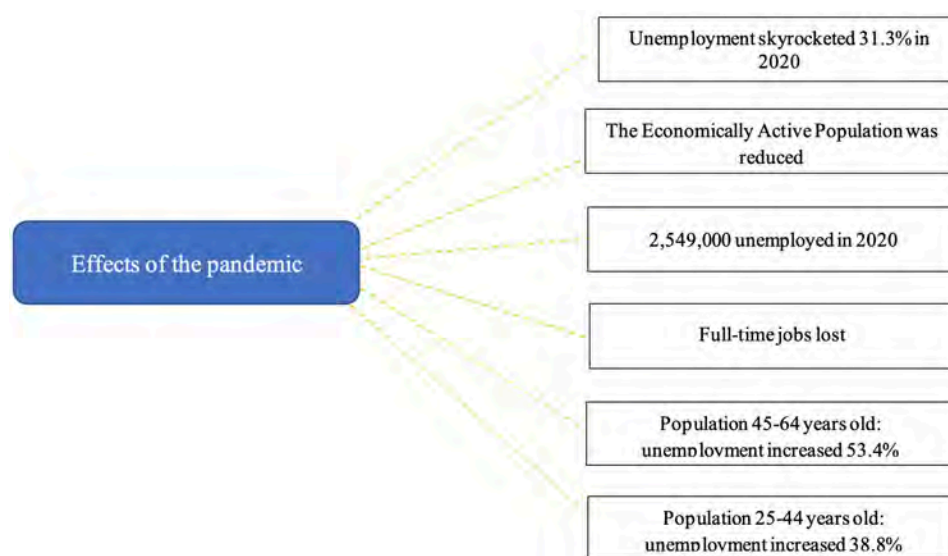 Unemployment skyrocketed 31.3% in
2020
The Economically Active Population was
reduced
Effects of the pandemic
2,549,000 unemployed in 2020
Full-time jobs lost
Population 45-64 years old:
unemployment increased 53.4%
Population 25-44 years old:
unemployment increased 38.8%